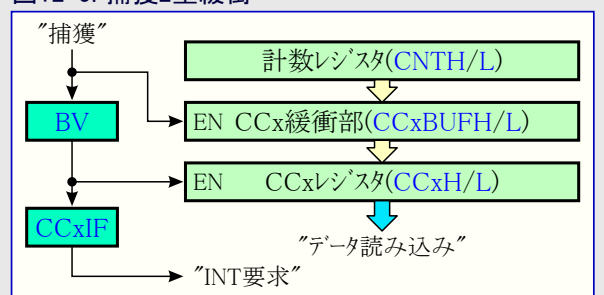 "捕獲"
計数ﾚｼﾞｽﾀ(CNTH/L)
BV
EN CCx緩衝部(CCxBUFH/L)
EN CCxﾚｼﾞｽﾀ(CCxH/L)
CCxIF
"ﾃﾞｰﾀ読み込み"
"INT要求"